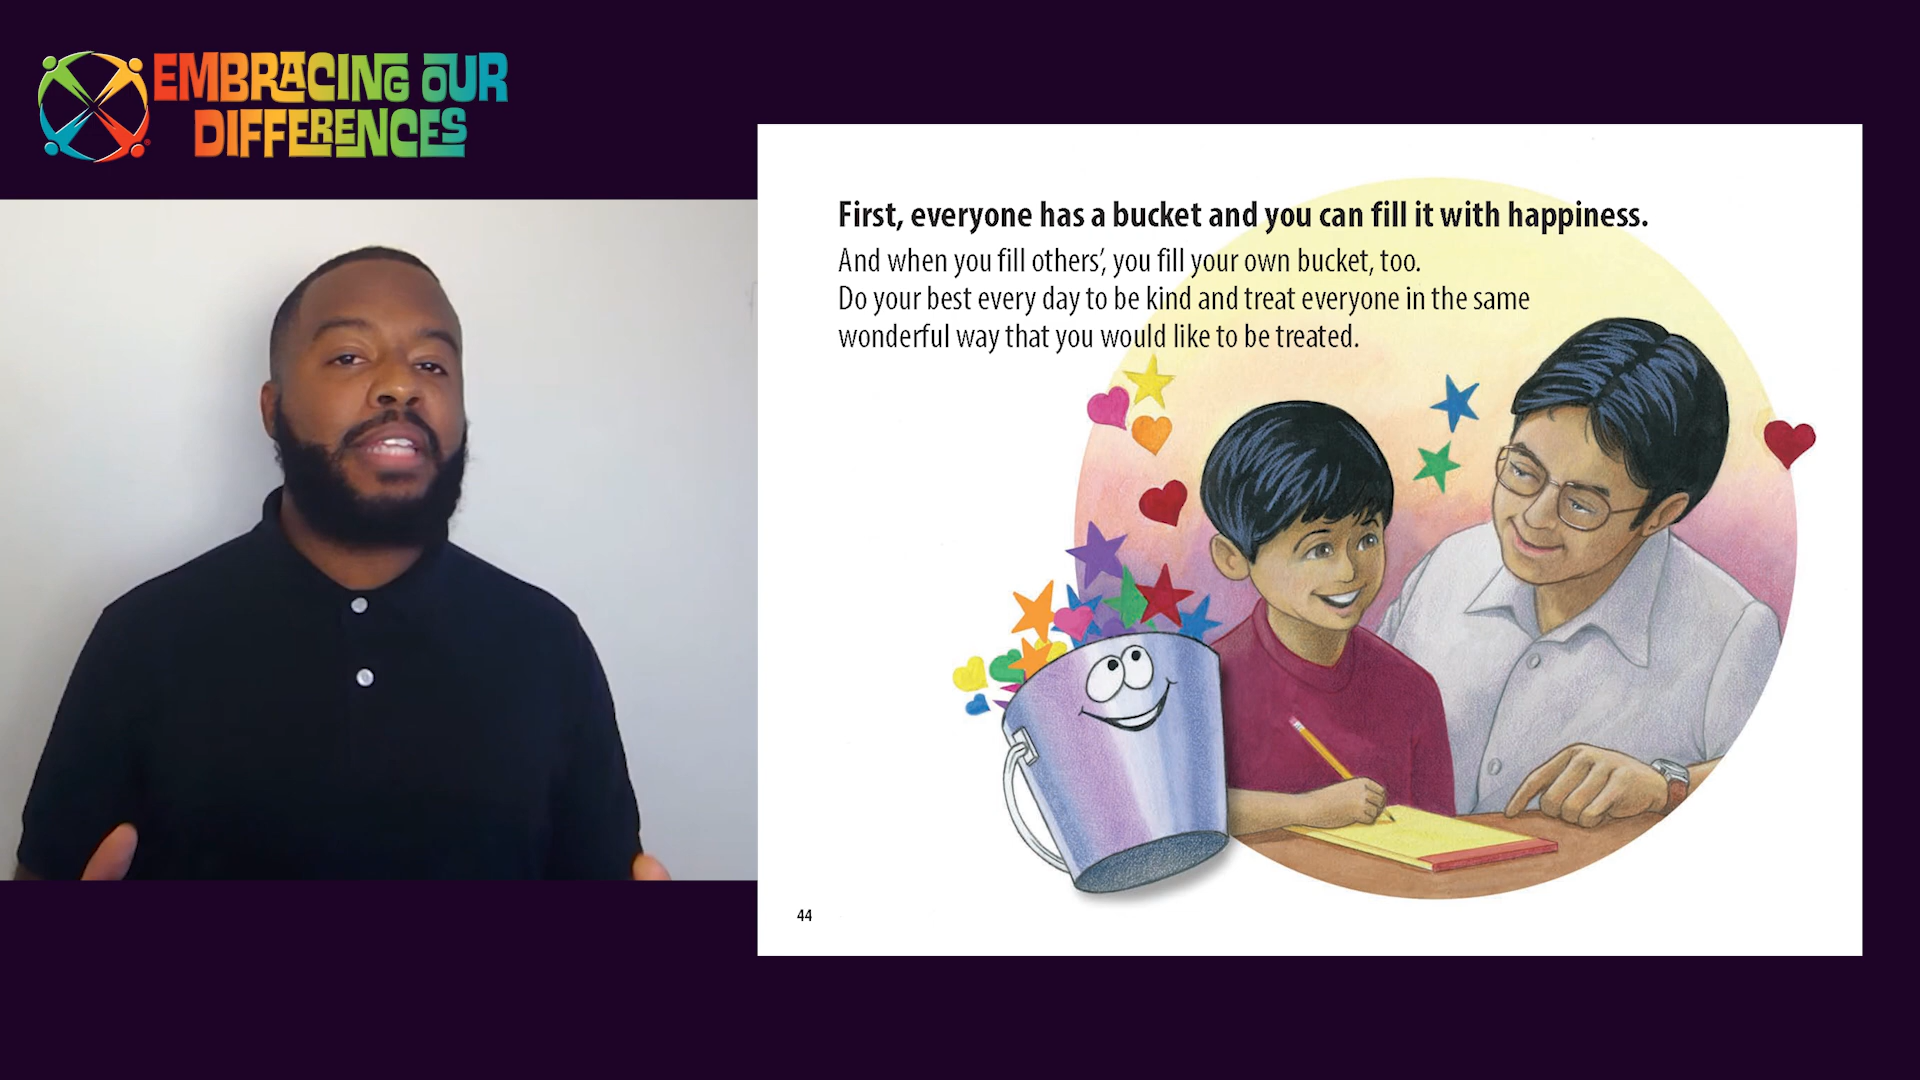 EMBRACING OUR
DIFFERENCES
First, everyone has a bucket and you can fill it with happiness.
And when you fill others’, you fill your own bucket, too.
Do your best every day to be kind and treat everyone in the same
wonderful way that you would like to be treated.
44